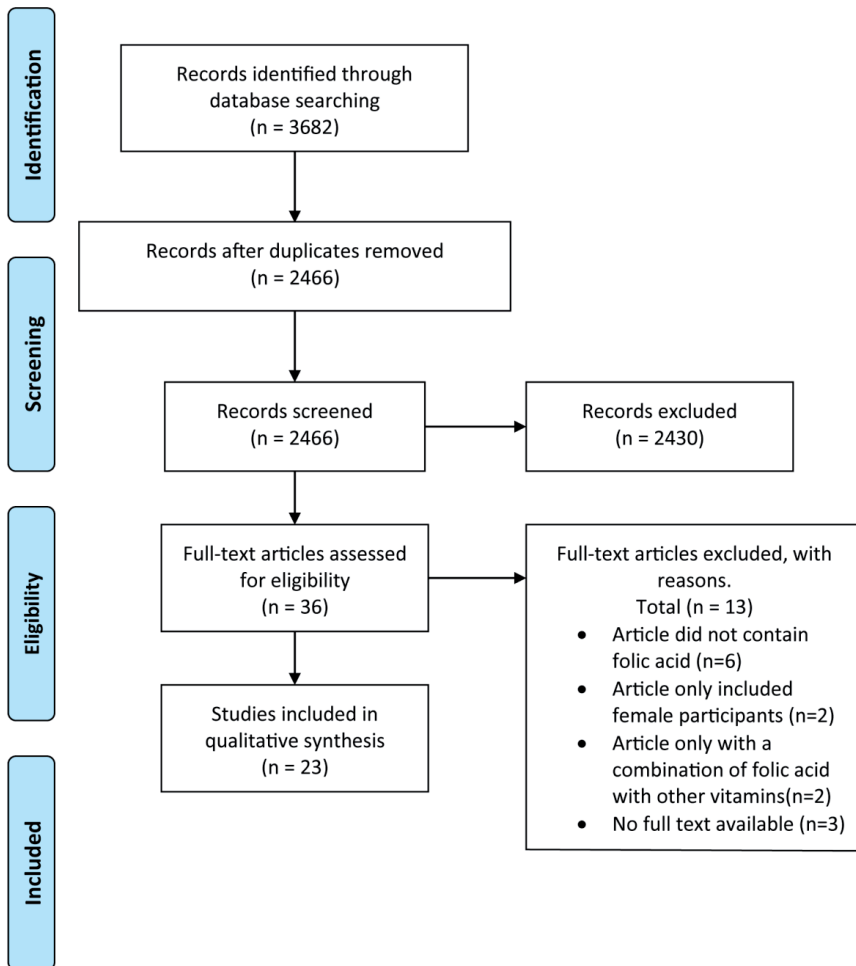 Identification
Records identified through
database searching
(n = 3682)
Records after duplicates removed
(n = 2466)
Screening
Records screened
(n = 2466)
Records excluded
(n = 2430)
Eligibility
Full-text articles assessed
for eligibility
(n = 36)
Full-text articles excluded, with
reasons.
Total (n = 13)
• Article did not contain
folic acid (n=6)
• Article only included
female participants (n=2)
• Article only with a
combination of folic acid
with other vitamins(n=2)
• No full text available (n=3)
Studies included in
qualitative synthesis
(n = 23)
Included